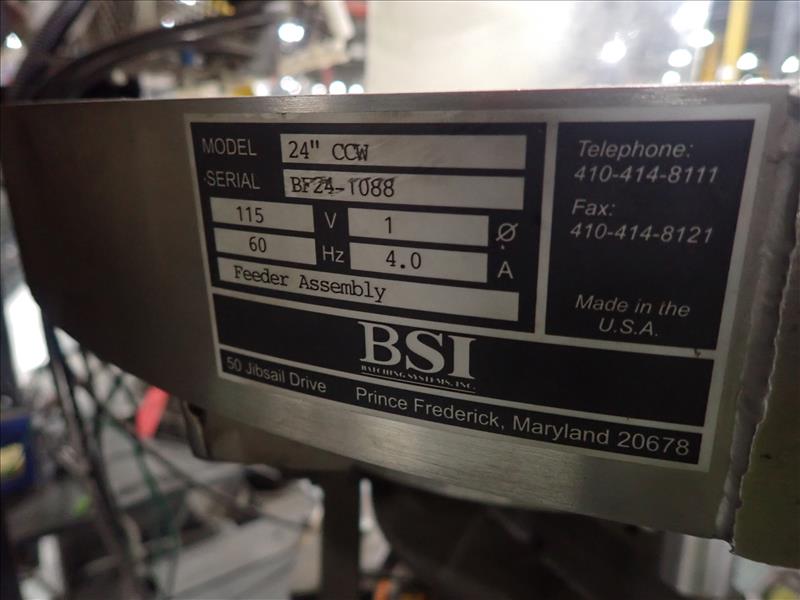 MODEL 24" CCW
SERIAL BF24-1088
115 V 1 Ø
60 Hz 4.0 A
Feeder Assembly
Telephone:
410-414-8111
Fax:
410-414-8121
Made in the
U.S.A.
BSI
BATCHING SYSTEMS, INC.
50 Jibsail Drive Prince Frederick, Maryland 20678